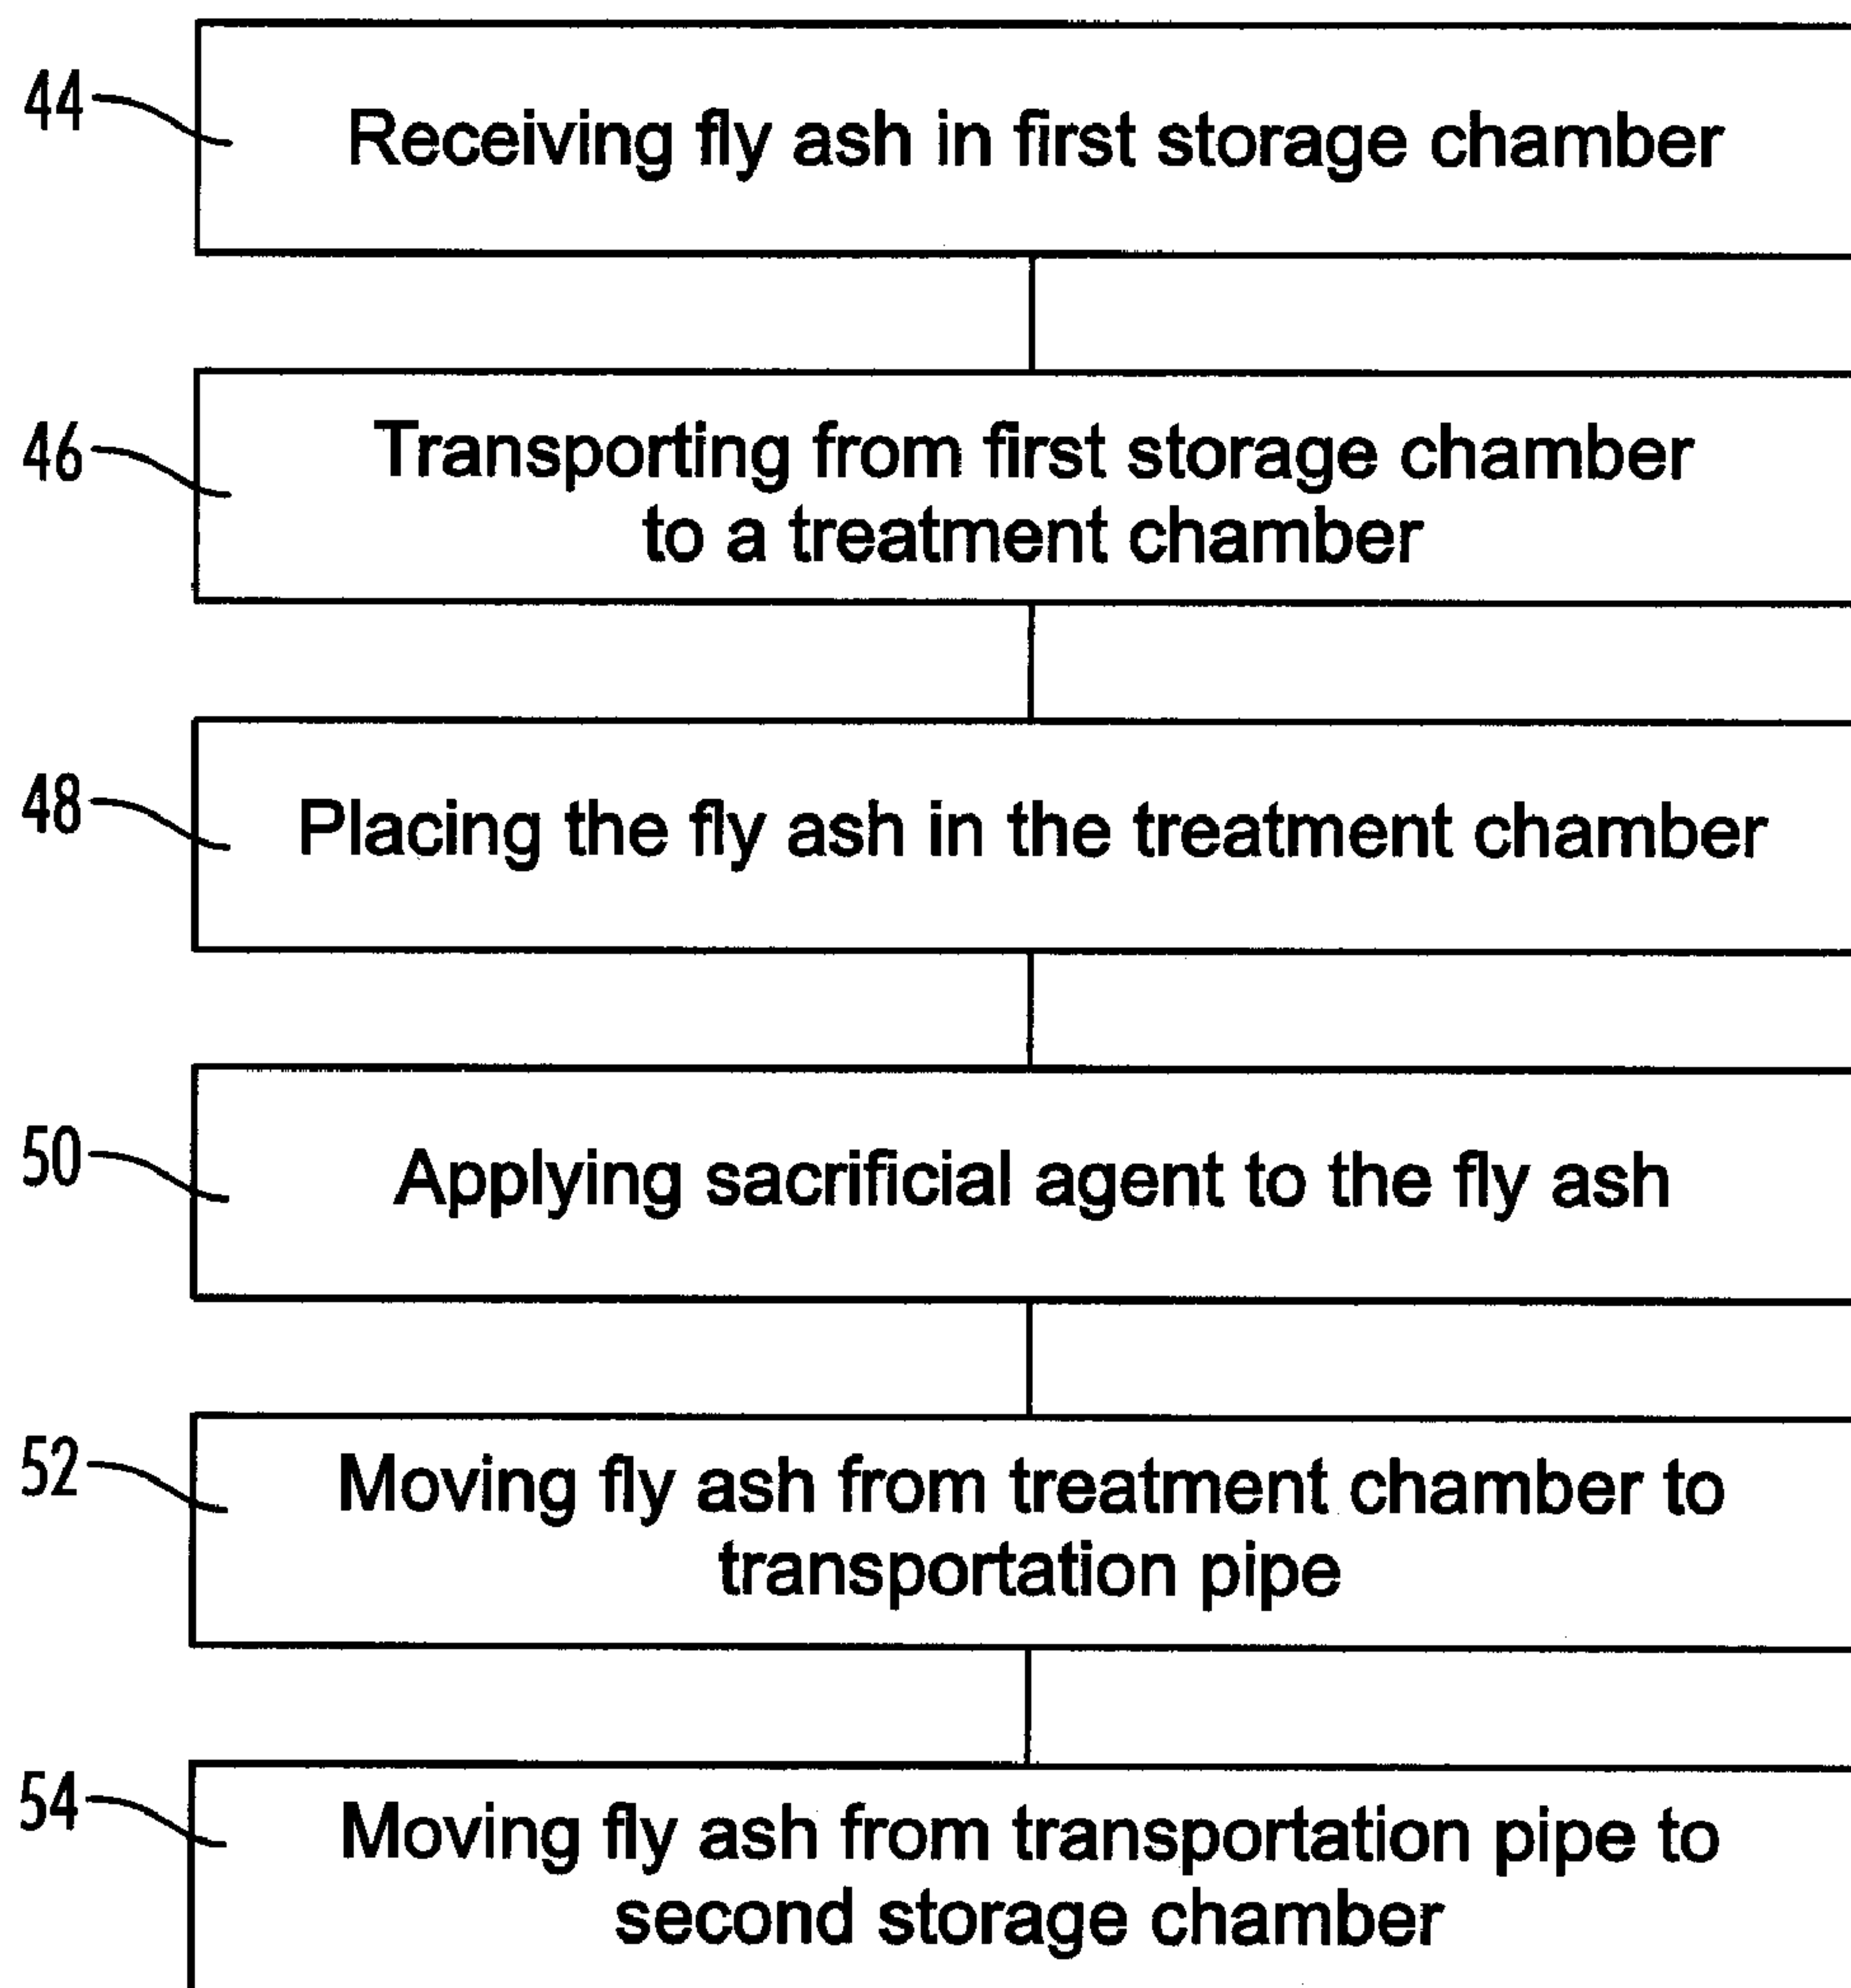 44
Receiving fly ash in first storage chamber
46
Transporting from first storage chamber
to a treatment chamber
48
Placing the fly ash in the treatment chamber
50
Applying sacrificial agent to the fly ash
52
Moving fly ash from treatment chamber to
transportation pipe
54
Moving fly ash from transportation pipe to
second storage chamber